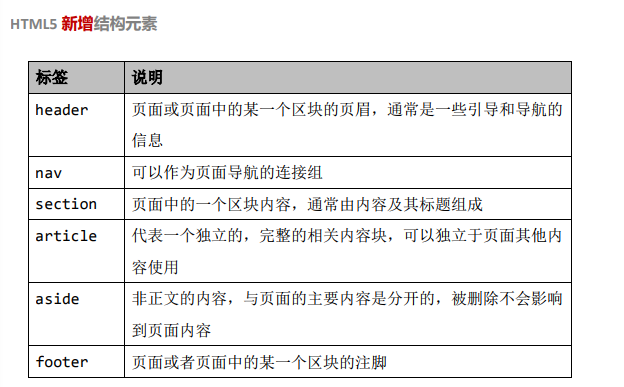 HTML5 新增结构元素
标签 说明
header 页面或页面中的某一个区块的页眉，通常是一些引导和导航的
信息
nav 可以作为页面导航的连接组
section 页面中的一个区块内容，通常由内容及其标题组成
article 代表一个独立的，完整的相关内容块，可以独立于页面其他内
容使用
aside 非正文的内容，与页面的主要内容是分开的，被删除不会影响
到页面内容
footer 页面或者页面中的某一个区块的注脚